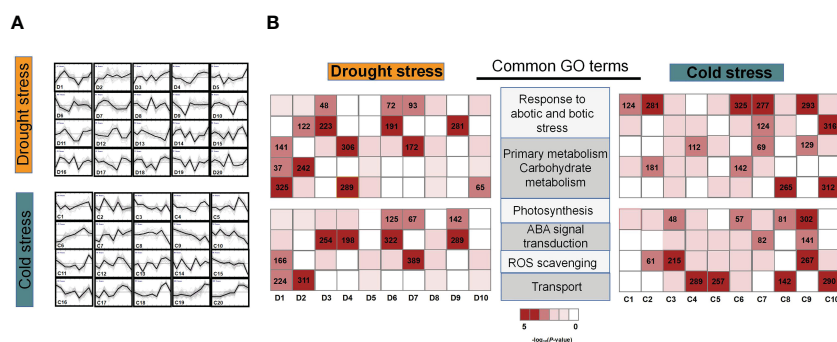 A
B
Drought stress
D1 D2 D3 D4 D5
D6 D7 D8 D9 D10
D11 D12 D13 D14 D15
D16 D17 D18 D19 D20
Cold stress
C1 C2 C3 C4 C5
C6 C7 C8 C9 C10
C11 C12 C13 C14 C15
C16 C17 C18 C19 C20
Drought stress
48 72 93
122 223 191 281
141 306 172
37 242
325 289 65
125 67 142
254 198 322 289
166 389
224 311
D1 D2 D3 D4 D5 D6 D7 D8 D9 D10
Common GO terms
Response to
abotic and botic
stress
Primary metabolism
Carbohydrate
metabolism
Photosynthesis
ABA signal
transduction
ROS scavenging
Transport
5 0
-log₁₀(P-value)
Cold stress
124 281 325 277 293
124 316
112 69 129
181 142
265 312
48 57 81 302
82 141
61 215 267
289 257 142 290
C1 C2 C3 C4 C5 C6 C7 C8 C9 C10